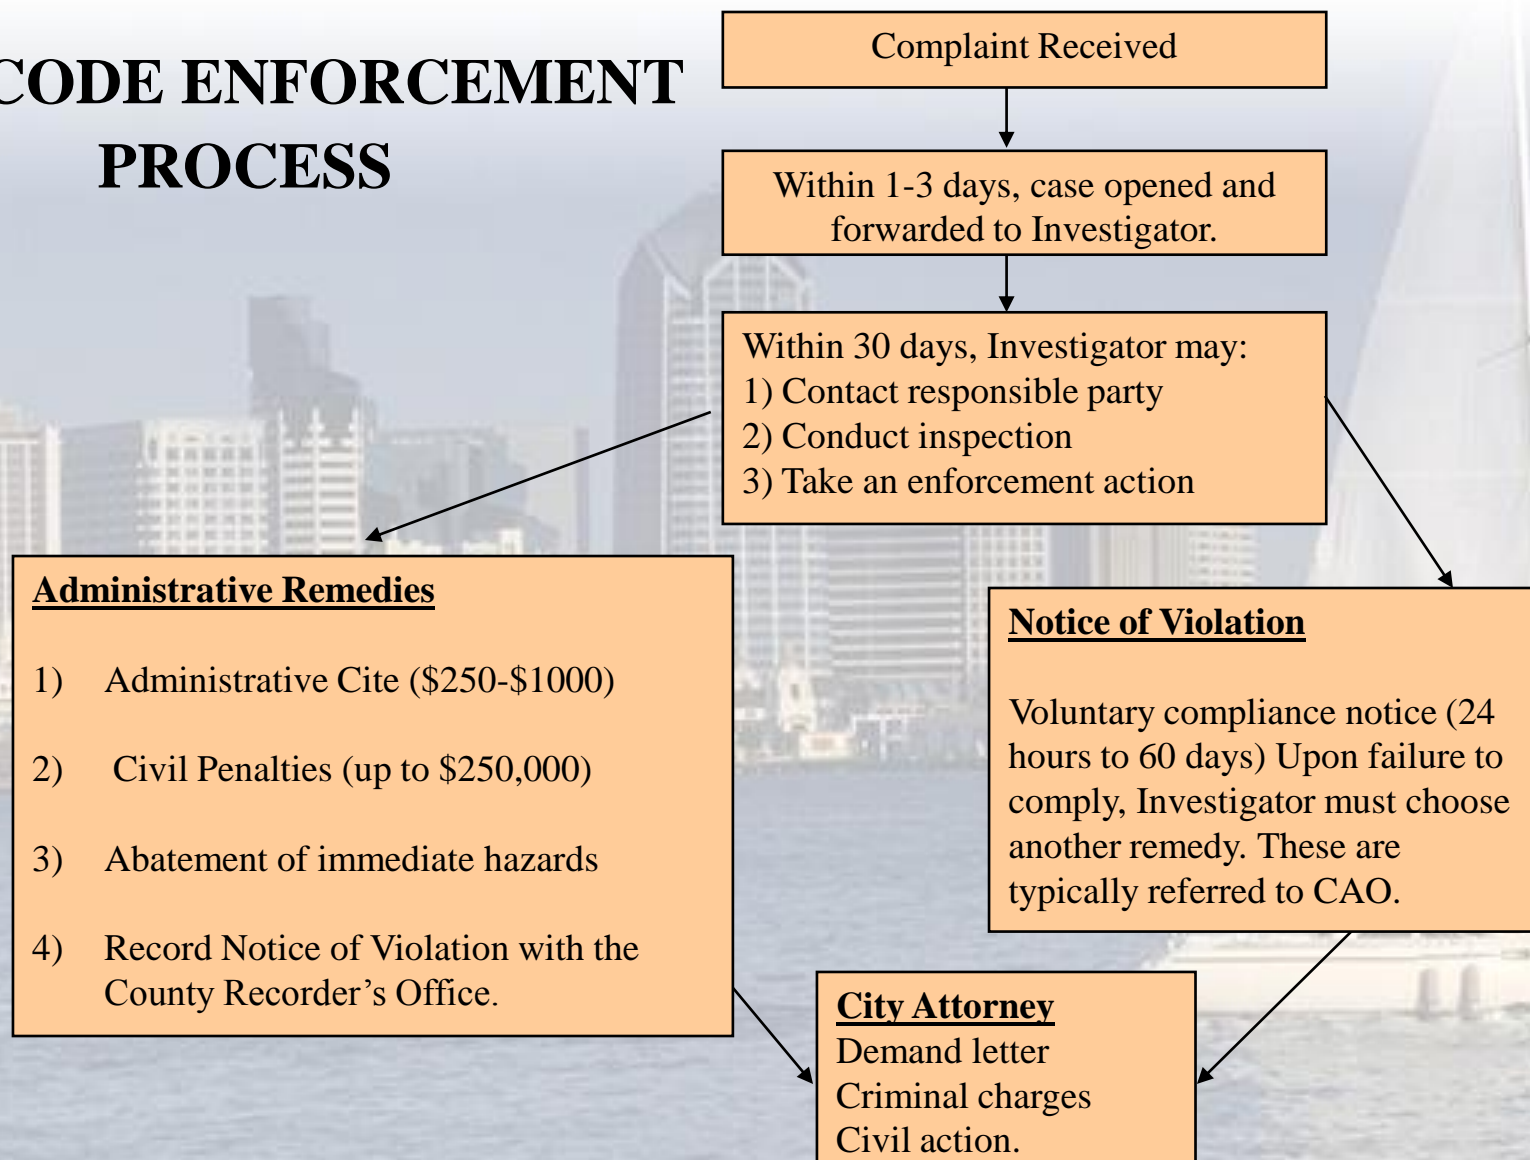 CODE ENFORCEMENT
PROCESS
Complaint Received
Within 1-3 days, case opened and
forwarded to Investigator.
Within 30 days, Investigator may:
1) Contact responsible party
2) Conduct inspection
3) Take an enforcement action
Administrative Remedies
1) Administrative Cite ($250-$1000)
2) Civil Penalties (up to $250,000)
3) Abatement of immediate hazards
4) Record Notice of Violation with the
County Recorder’s Office.
Notice of Violation
Voluntary compliance notice (24
hours to 60 days) Upon failure to
comply, Investigator must choose
another remedy. These are
typically referred to CAO.
City Attorney
Demand letter
Criminal charges
Civil action.